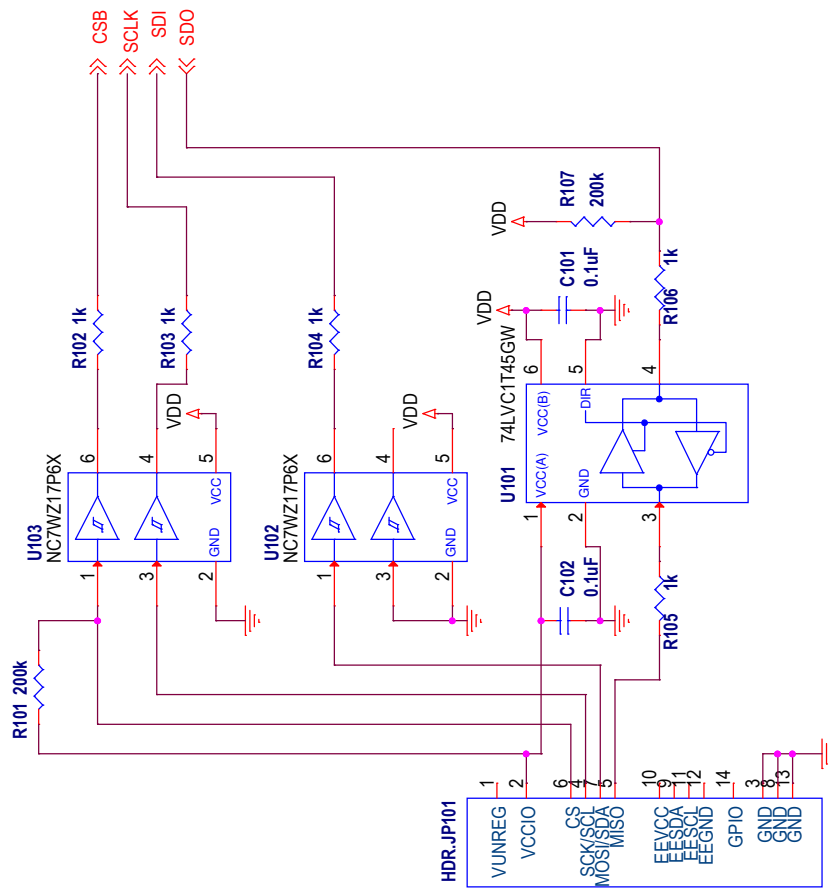 CSB
SCLK
SDI
SDO
R102 1k
R103 1k
R104 1k
R107
200k
VDD
VDD
C101
0.1uF
R106
1k
U103
NC7WZ17P6X
1
6
3
4
2
5
GND
VCC
VDD
U102
NC7WZ17P6X
1
6
3
4
2
5
GND
VCC
VDD
U101
74LVC1T45GW
1
6
2
5
3
4
VCC(A)
VCC(B)
GND
DIR
R101 200k
C102
0.1uF
R105
1k
HDR.JP101
VUNREG 1
VCCIO 2
CS 6
SCK/SCL 4
MOSI/SDA 7
MISO 5
EEVCC 10
EESDA 9
EESCL 11
EEGND 12
GPIO 14
GND 3
GND 8
GND 13